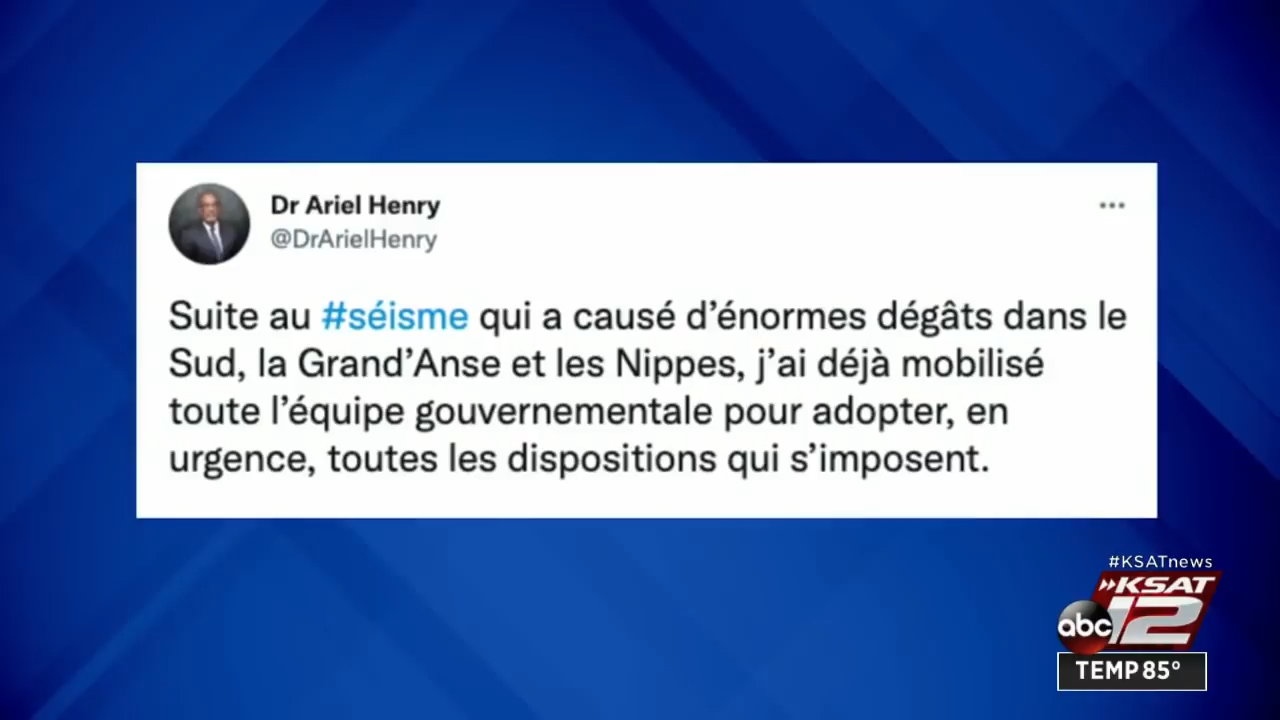 Dr Ariel Henry
@DrArielHenry
Suite au #séisme qui a causé d’énormes dégâts dans le
Sud, la Grand’Anse et les Nippes, j’ai déjà mobilisé
toute l’équipe gouvernementale pour adopter, en
urgence, toutes les dispositions qui s’imposent.
#KSATnews
KSAT
abc 12
TEMP 85°